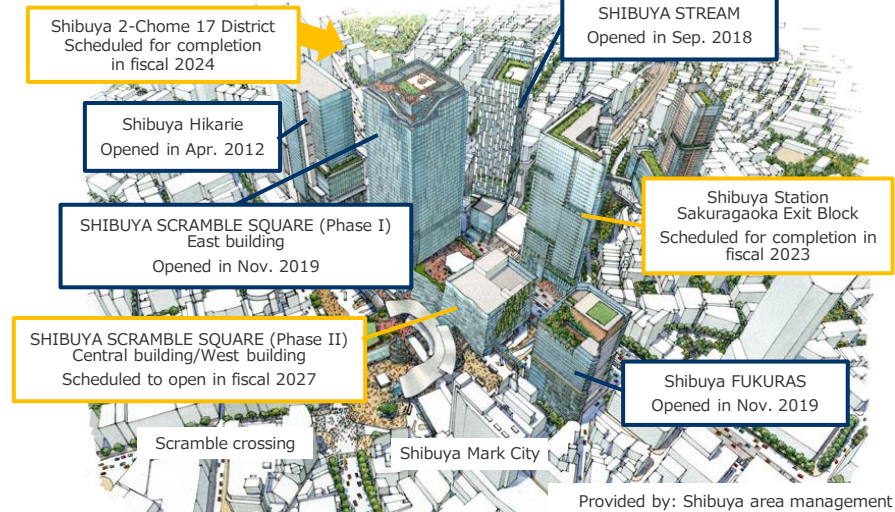 Shibuya 2-Chome 17 District
Scheduled for completion
in fiscal 2024
SHIBUYA STREAM
Opened in Sep. 2018
Shibuya Hikarie
Opened in Apr. 2012
Shibuya Station
Sakuragaoka Exit Block
Scheduled for completion in
fiscal 2023
SHIBUYA SCRAMBLE SQUARE (Phase I)
East building
Opened in Nov. 2019
SHIBUYA SCRAMBLE SQUARE (Phase II)
Central building/West building
Scheduled to open in fiscal 2027
Shibuya FUKURAS
Opened in Nov. 2019
Scramble crossing
Shibuya Mark City
Provided by: Shibuya area management